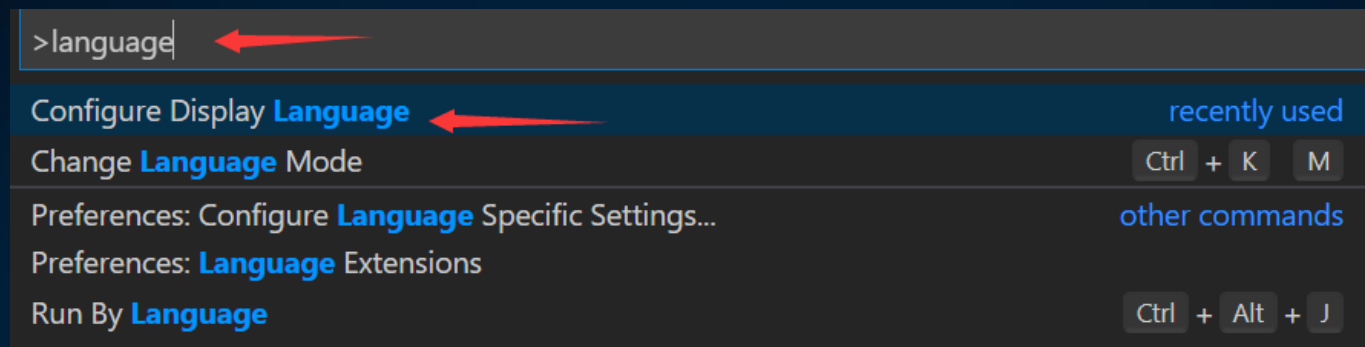 >language
Configure Display Language recently used
Change Language Mode Ctrl + K M
Preferences: Configure Language Specific Settings... other commands
Preferences: Language Extensions
Run By Language Ctrl + Alt + J